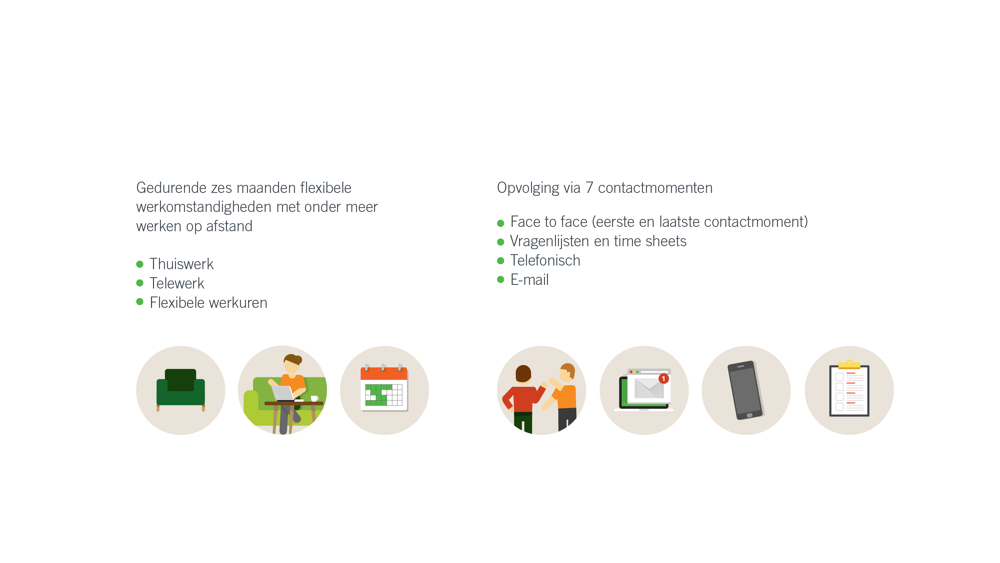 Gedurende zes maanden flexibele
werkomstandigheden met onder meer
werken op afstand
Thuiswerk
Telewerk
Flexibele werkuren
Opvolging via 7 contactmomenten
Face to face (eerste en laatste contactmoment)
Vragenlijsten en time sheets
Telefonisch
E-mail
1